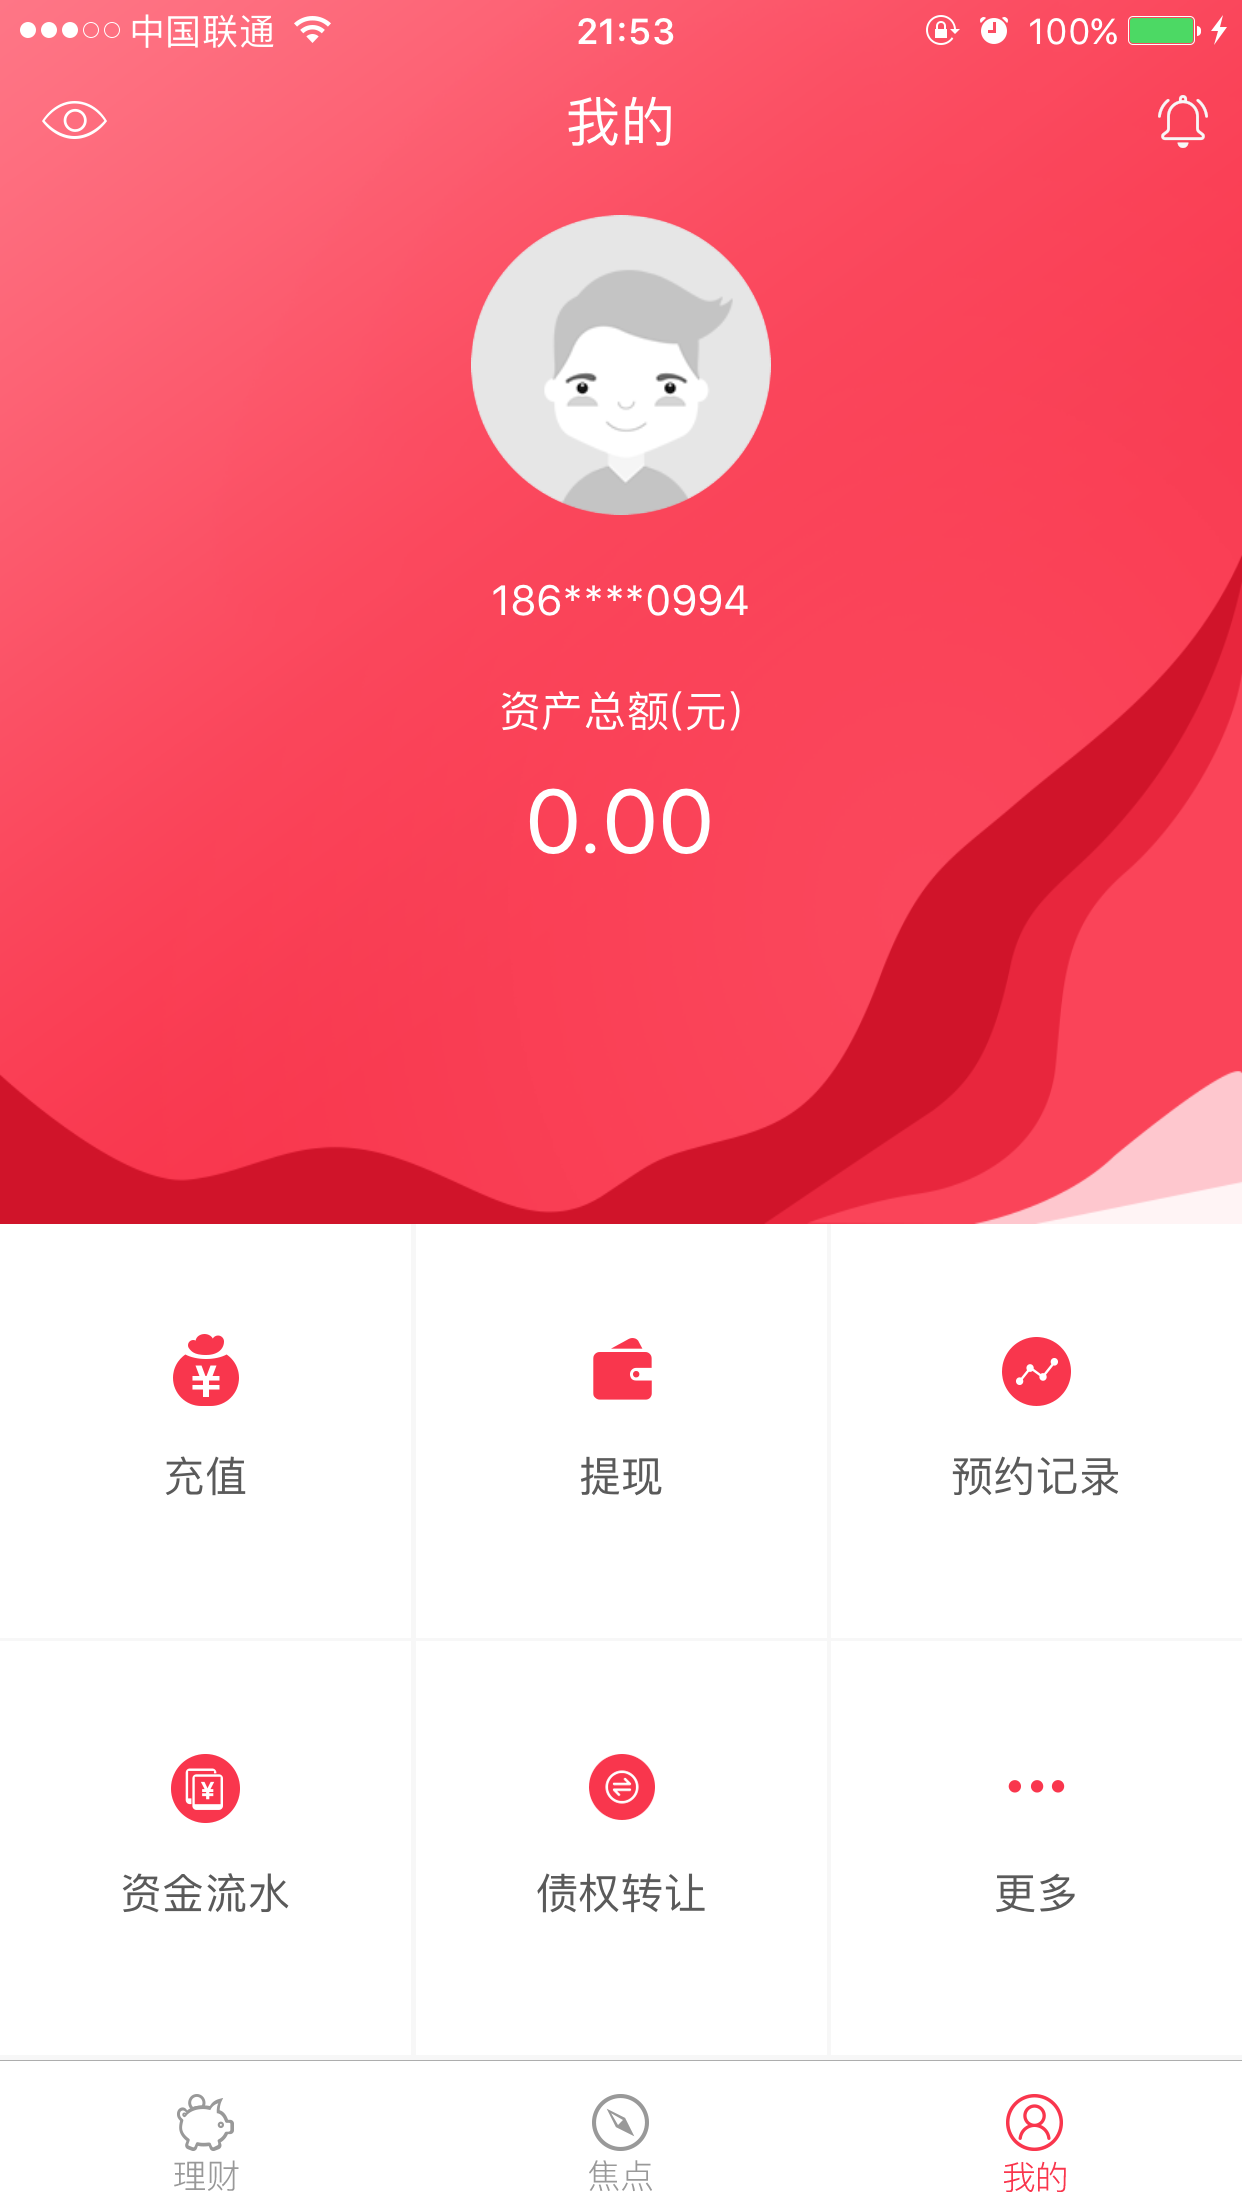 中国联通 21:53 100%
我的
186****0994
资产总额(元)
0.00
充值 提现 预约记录
资金流水 债权转让 更多
理财 焦点 我的